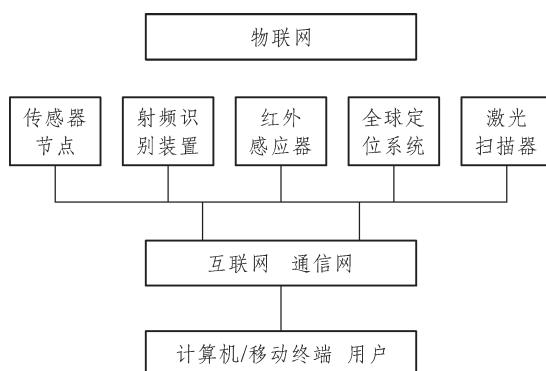 物联网
传感器
节点
射频识
别装置
红外
感应器
全球定
位系统
激光
扫描器
互联网 通信网
计算机/移动终端 用户